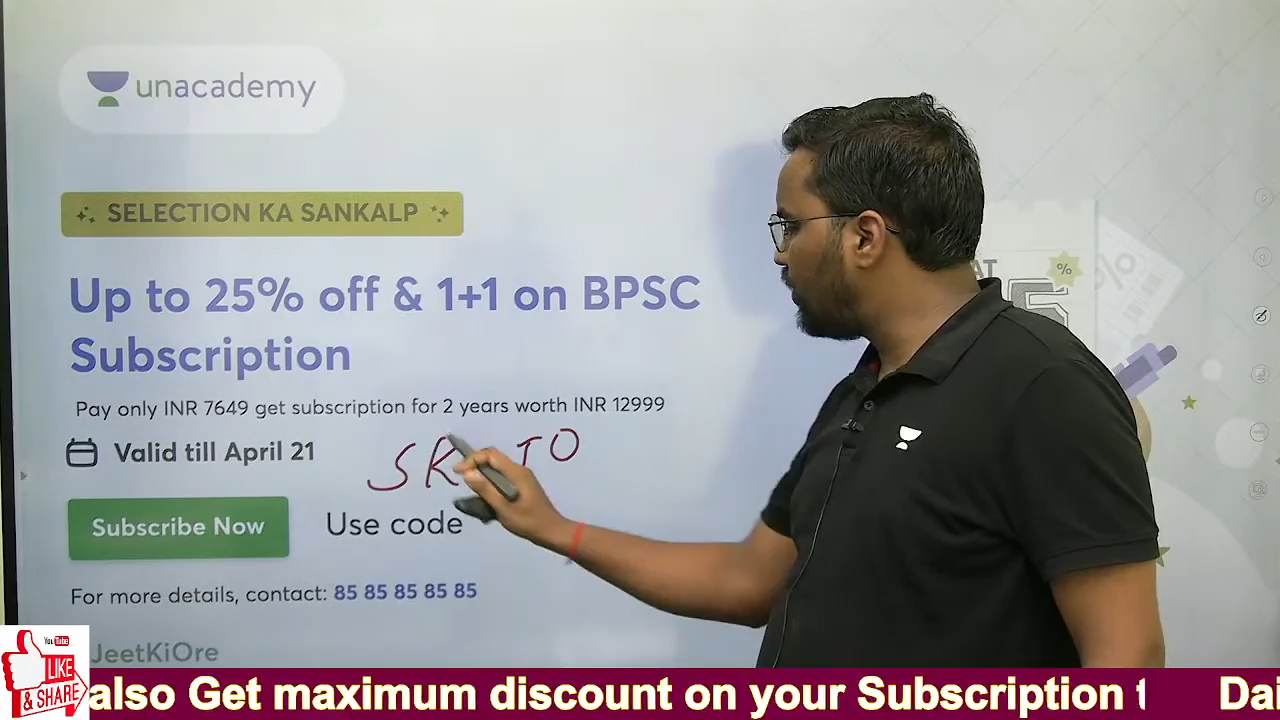 unacademy
SELECTION KA SANKALP
Up to 25% off & 1+1 on BPSC
Subscription
Pay only INR 7649 get subscription for 2 years worth INR 12999
Valid till April 21
Subscribe Now
Use code
For more details, contact: 85 85 85 85 85
JeetKiOre
YouTube
LIKE
& SHARE
also Get maximum discount on your Subscription